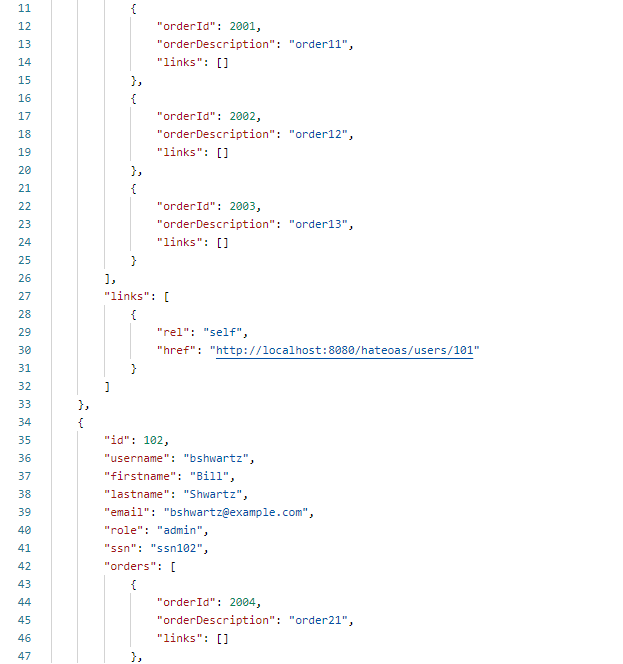 11 {
12 "orderId": 2001,
13 "orderDescription": "order11",
14 "links": []
15 },
16 {
17 "orderId": 2002,
18 "orderDescription": "order12",
19 "links": []
20 },
21 {
22 "orderId": 2003,
23 "orderDescription": "order13",
24 "links": []
25 }
26 ],
27 "links": [
28 {
29 "rel": "self",
30 "href": "http://localhost:8080/hateoas/users/101"
31 }
32 ]
33 },
34 {
35 "id": 102,
36 "username": "bshwartz",
37 "firstname": "Bill",
38 "lastname": "Shwartz",
39 "email": "bshwartz@example.com",
40 "role": "admin",
41 "ssn": "ssn102",
42 "orders": [
43 {
44 "orderId": 2004,
45 "orderDescription": "order21",
46 "links": []
47 },